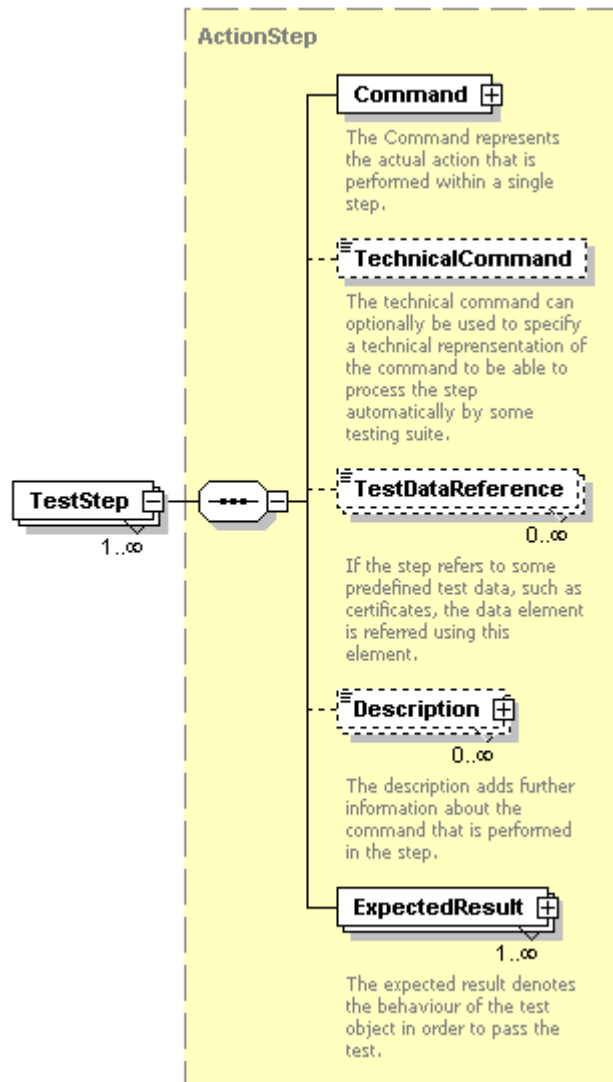 ActionStep
Command
The Command represents
the actual action that is
performed within a single
step.
TechnicalCommand
The technical command can
optionally be used to specify
a technical reprensentation of
the command to be able to
process the step
automatically by some
testing suite.
TestStep
1..∞
TestDataReference
0..∞
If the step refers to some
predefined test data, such as
certificates, the data element
is referred using this
element.
Description
0..∞
The description adds further
information about the
command that is performed
in the step.
ExpectedResult
1..∞
The expected result denotes
the behaviour of the test
object in order to pass the
test.